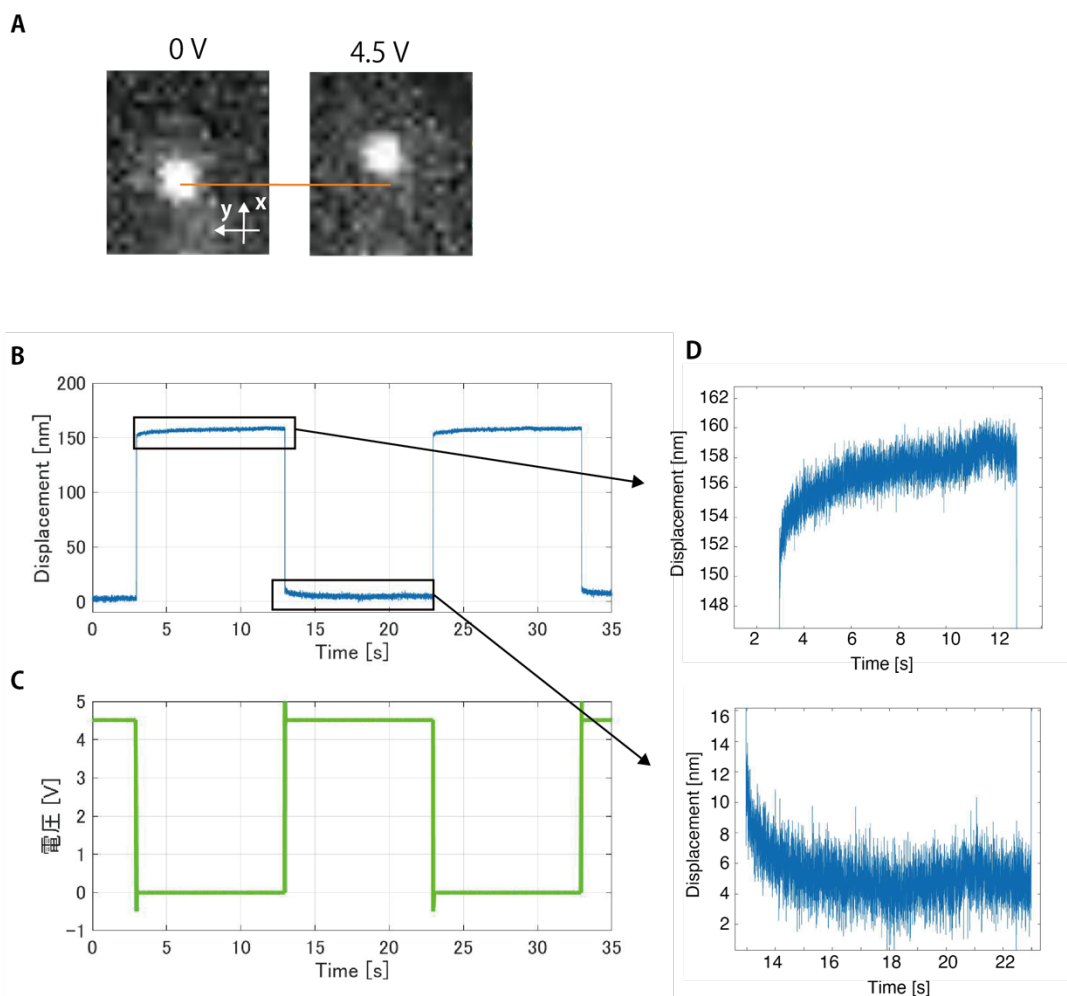 A
0 V
4.5 V
y
x
B
200
150
100
50
0
Displacement [nm]
0 5 10 15 20 25 30 35
Time [s]
C
5
4
3
2
1
0
-1
電圧 [V]
0 5 10 15 20 25 30 35
Time [s]
D
162
160
158
156
154
152
150
148
Displacement [nm]
2 4 6 8 10 12
Time [s]
16
14
12
10
8
6
4
2
Displacement [nm]
14 16 18 20 22
Time [s]